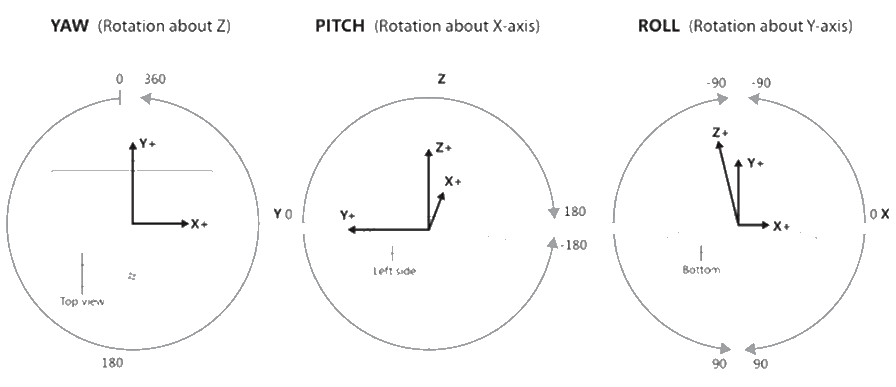 YAW (Rotation about Z)
PITCH (Rotation about X-axis)
ROLL (Rotation about Y-axis)
0 360
Y+
X+
Top view
180
Z
Z+
X+
Y+
Y 0
180
-180
Left side
-90 -90
Z+
Y+
X+
0 X
Bottom
90 90